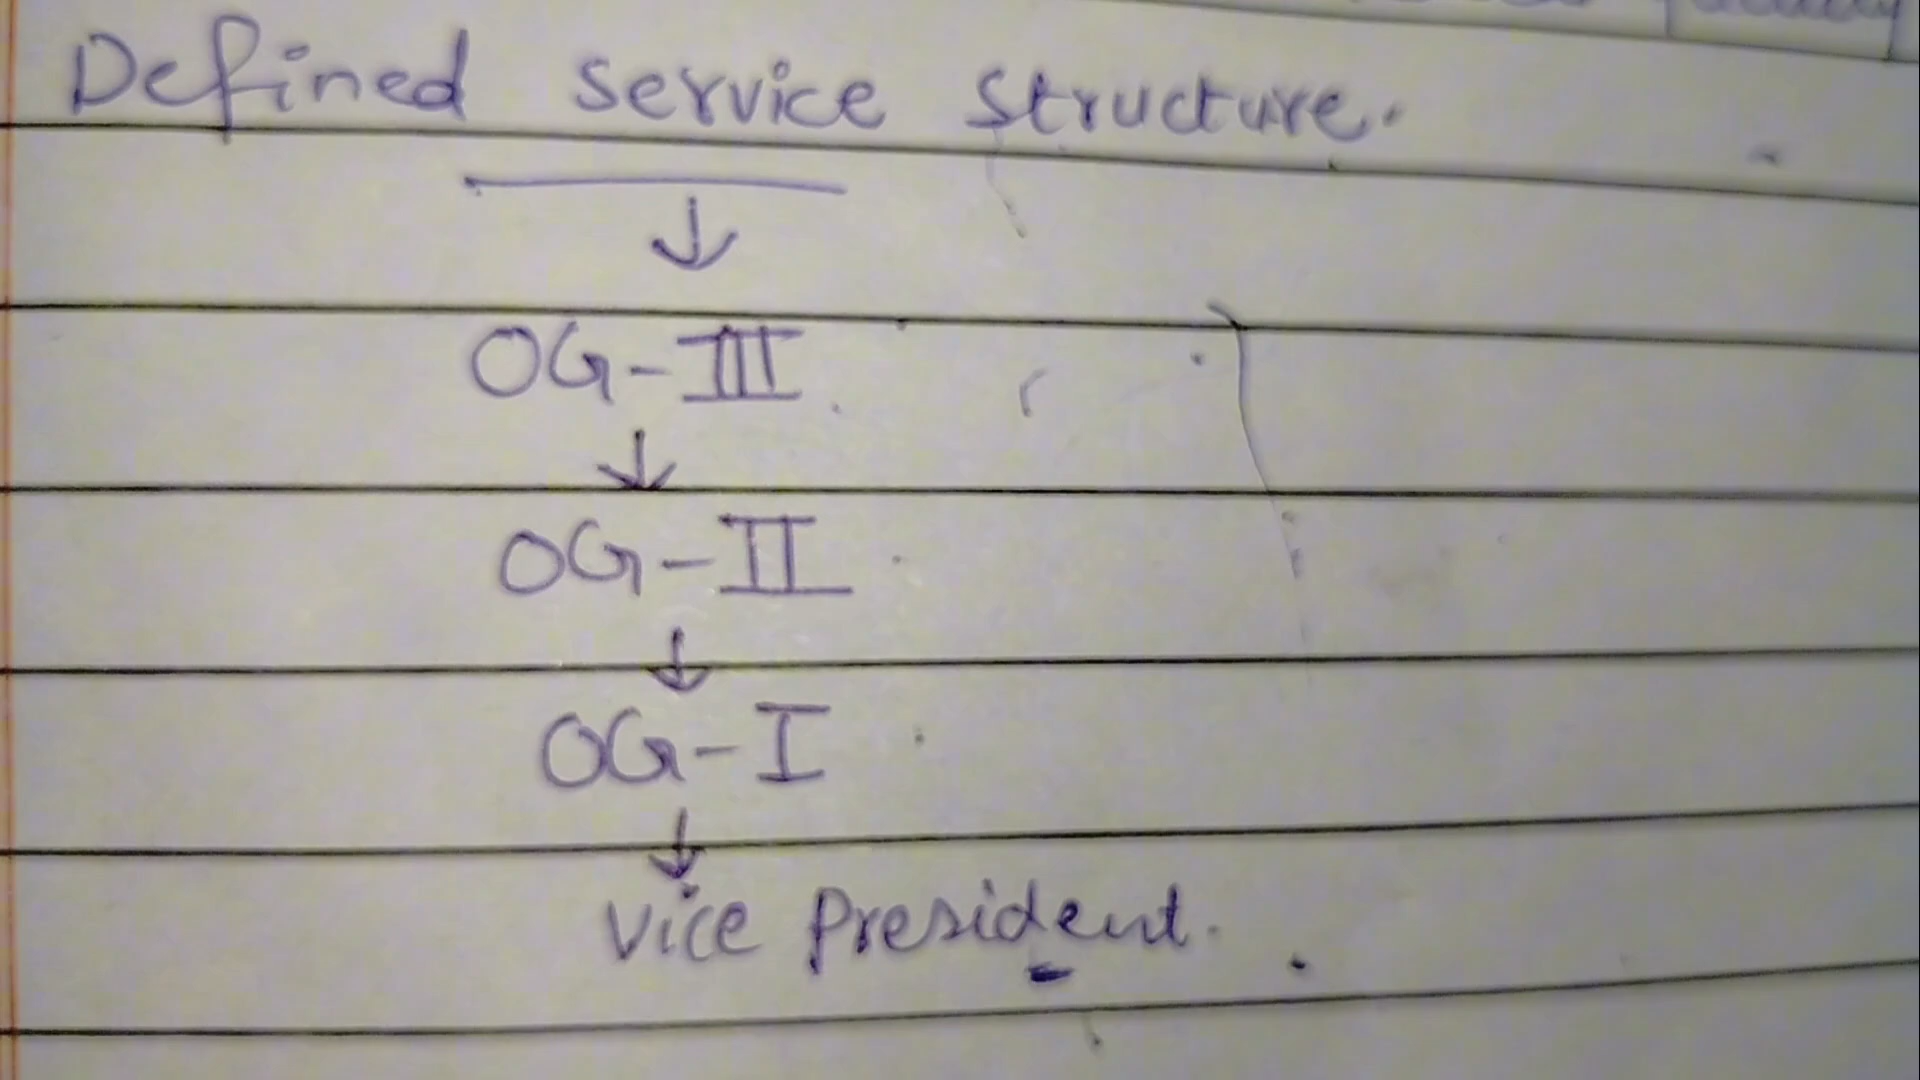 Defined service structure.
↓
OG-III
↓
OG-II
↓
OG-I
↓
Vice President.